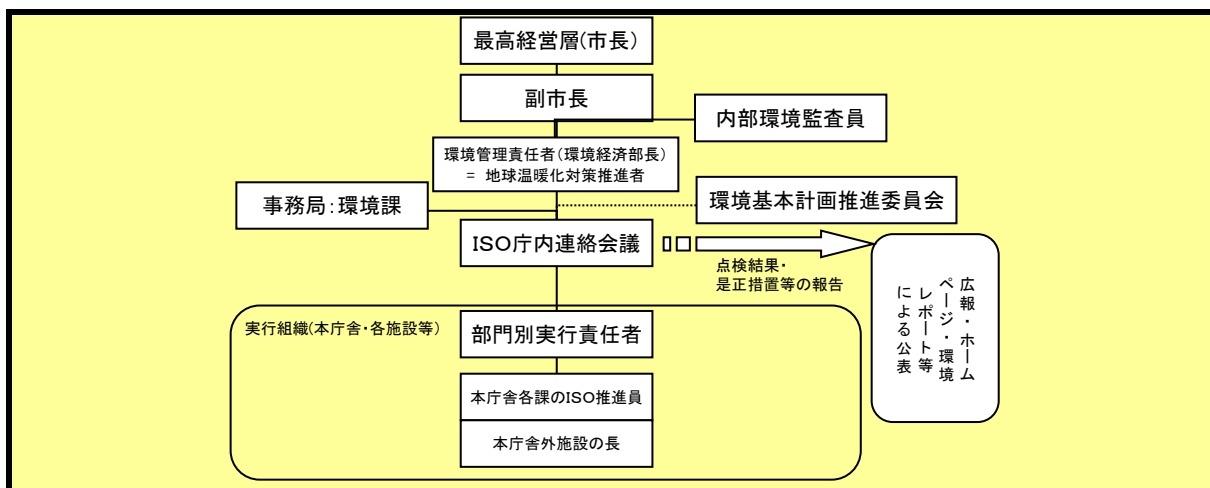 最高経営層(市長)
副市長
内部環境監査員
環境管理責任者(環境経済部長)
= 地球温暖化対策推進者
事務局:環境課
環境基本計画推進委員会
ISO庁内連絡会議
点検結果・
是正措置等の報告
広報・ホーム
ページ・環境
レポート等
による公表
実行組織(本庁舎・各施設等)
部門別実行責任者
本庁舎各課のISO推進員
本庁舎外施設の長